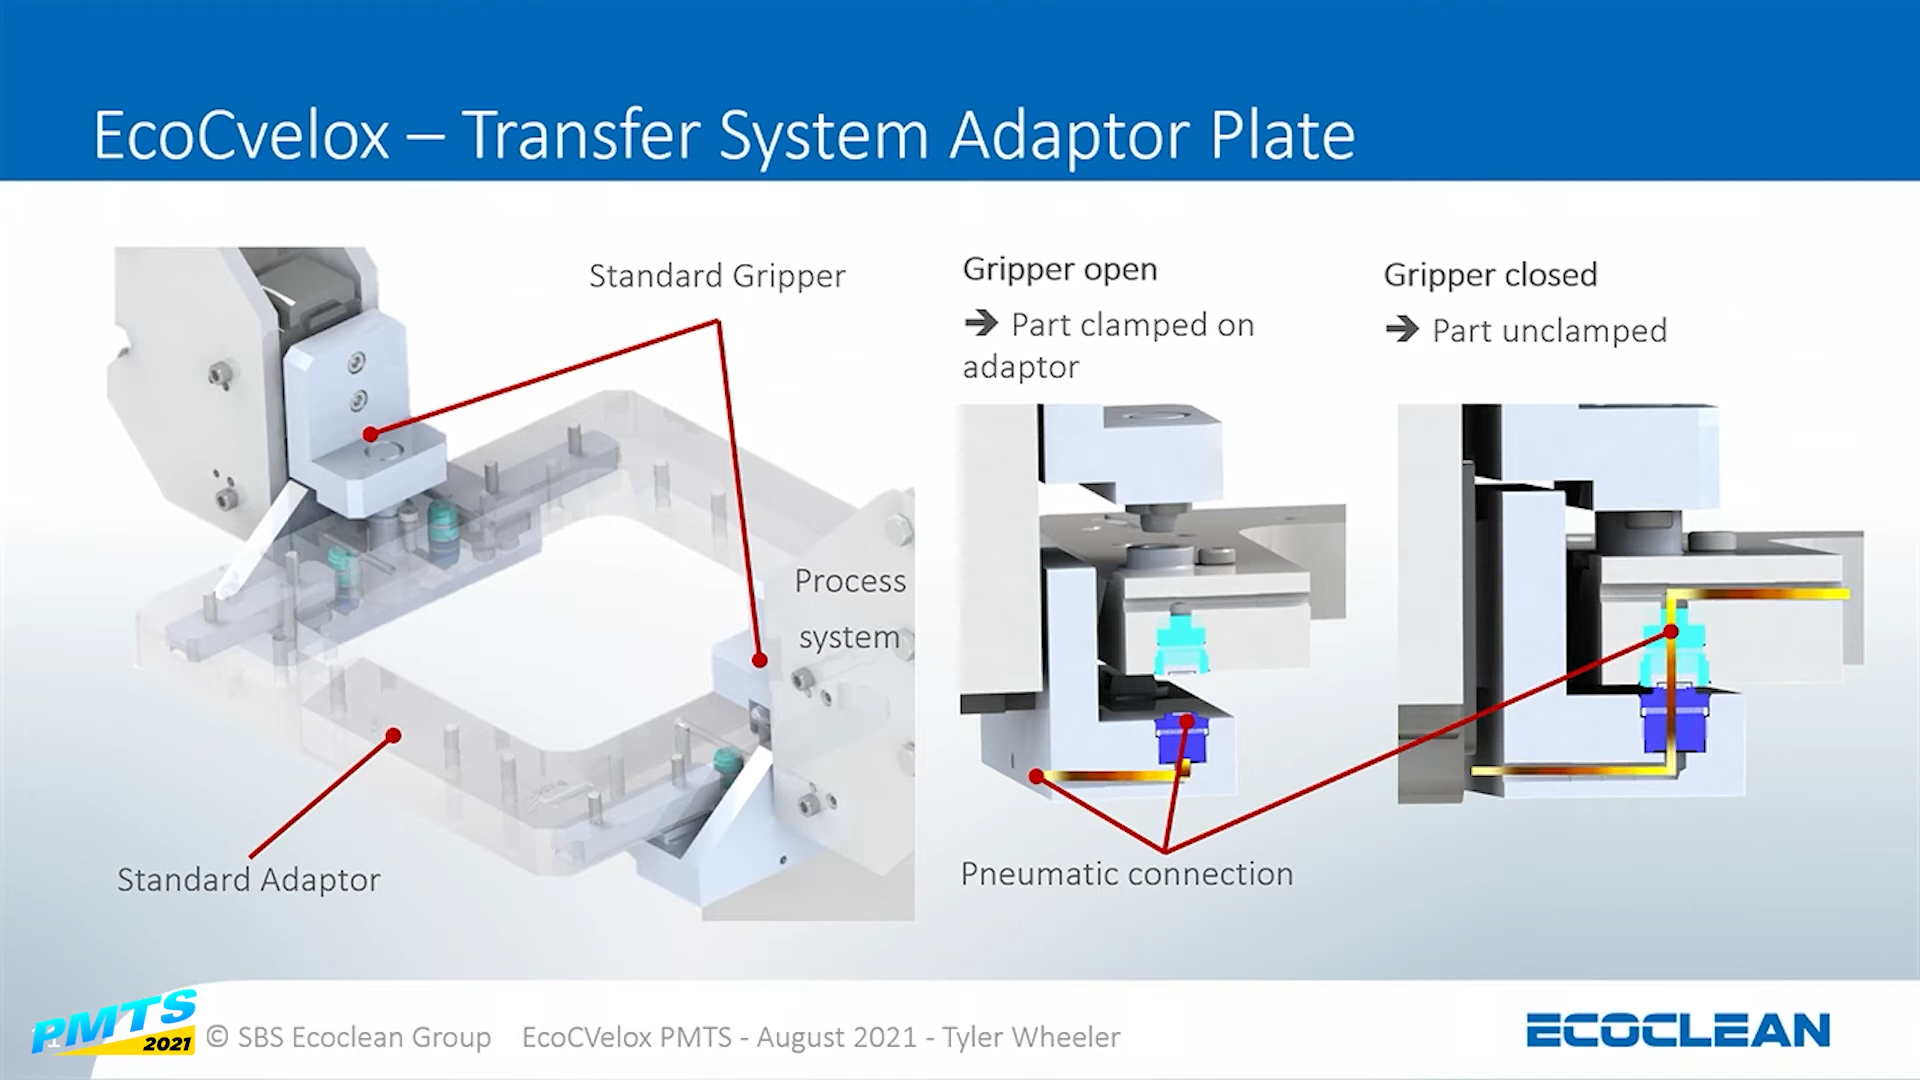 EcoCvelox – Transfer System Adaptor Plate
Standard Gripper
Process
system
Standard Adaptor
Gripper open
➔ Part clamped on
adaptor
Gripper closed
➔ Part unclamped
Pneumatic connection
PMTS
2021
© SBS Ecoclean Group EcoCVelox PMTS - August 2021 - Tyler Wheeler
ECOCLEAN